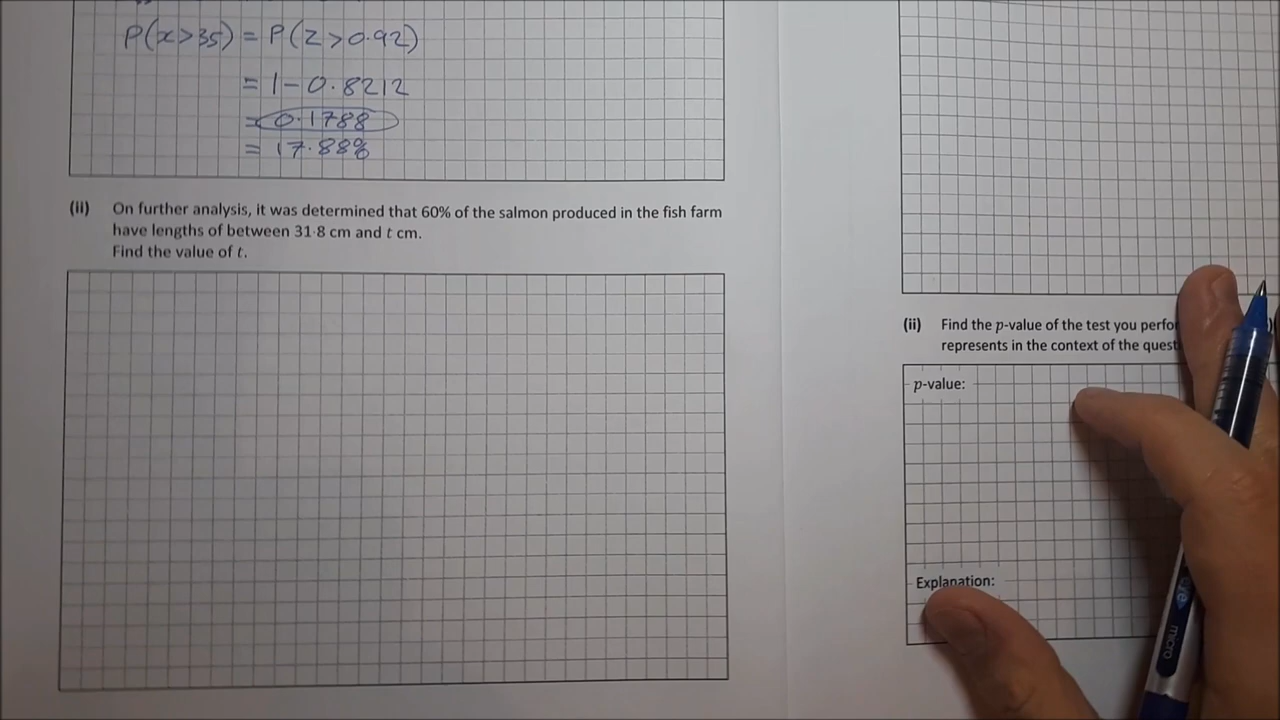 P(x>35) = P(Z>0.92)
= 1-0.8212
= 0.1788
= 17.88%
(ii) On further analysis, it was determined that 60% of the salmon produced in the fish farm
have lengths of between 31·8 cm and t cm.
Find the value of t.
(ii) Find the p-value of the test you
represents in the context of the
p-value:
Explanation:
micro